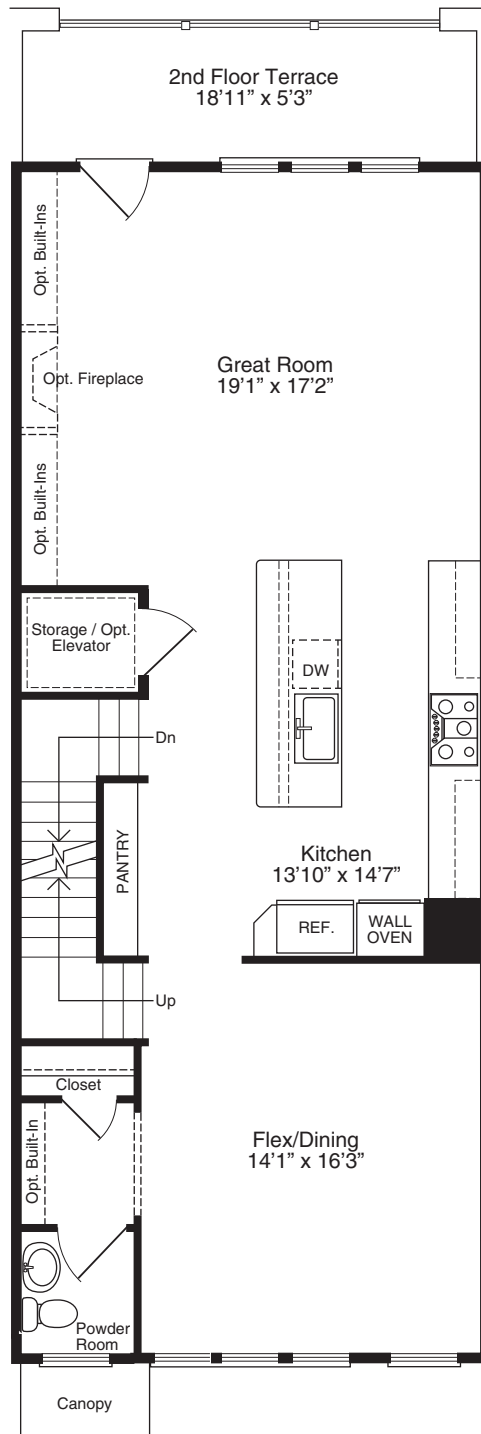 2nd Floor Terrace
18'11" x 5'3"
Opt. Built-Ins
Great Room
19'1" x 17'2"
Opt. Fireplace
Opt. Built-Ins
Storage / Opt.
Elevator
DW
Dn
PANTRY
Kitchen
13'10" x 14'7"
REF.
WALL
OVEN
Up
Closet
Opt. Built-In
Flex/Dining
14'1" x 16'3"
Powder
Room
Canopy